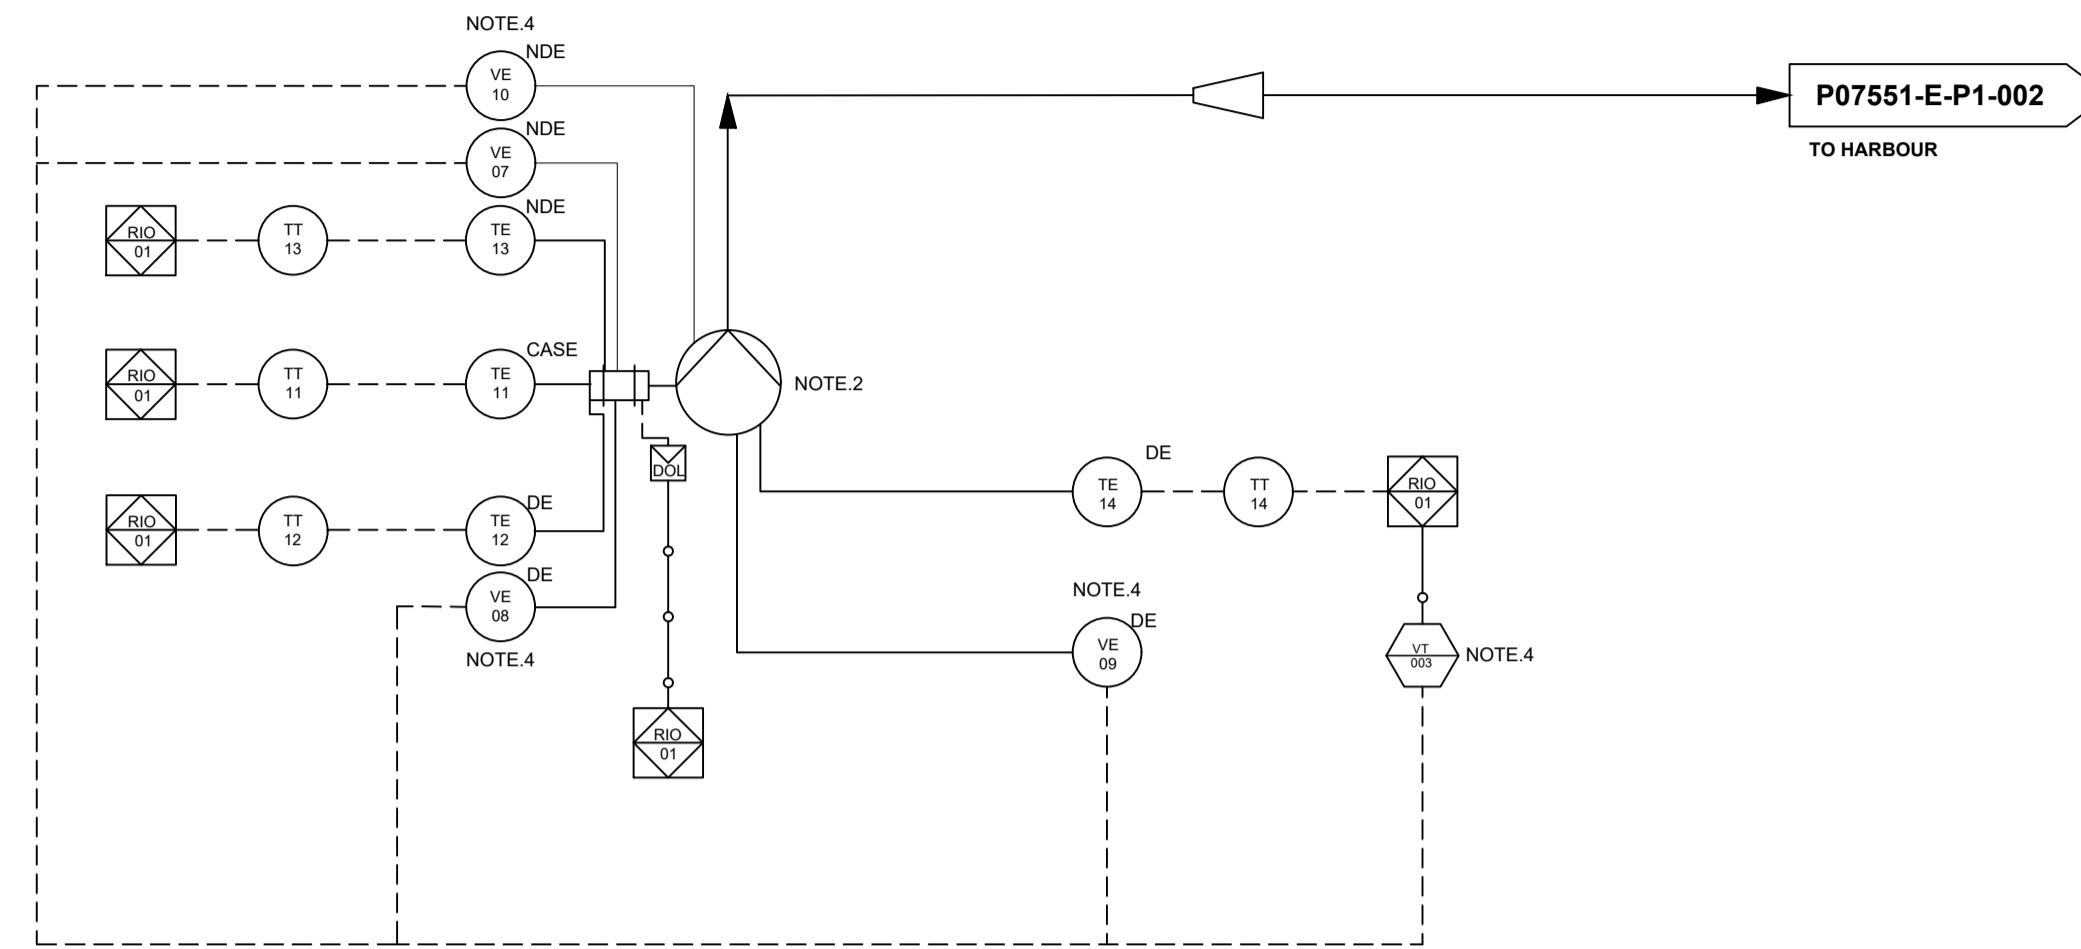 NOTE.4
NDE
VE
10
P07551-E-P1-002
TO HARBOUR
NDE
VE
07
NDE
RIO
01
TT
13
TE
13
CASE
RIO
01
TT
11
TE
11
NOTE.2
DOL
DE
TE
14
TT
14
RIO
01
DE
RIO
01
TT
12
TE
12
DE
VE
08
NOTE.4
NOTE.4
DE
VE
09
VT
003
NOTE.4
RIO
01